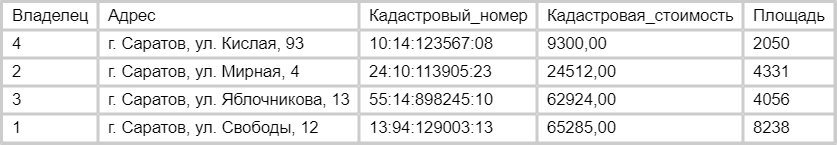 Владелец Адрес Кадастровый_номер Кадастровая_стоимость Площадь
4 г. Саратов, ул. Кислая, 93 10:14:123567:08 9300,00 2050
2 г. Саратов, ул. Мирная, 4 24:10:113905:23 24512,00 4331
3 г. Саратов, ул. Яблочникова, 13 55:14:898245:10 62924,00 4056
1 г. Саратов, ул. Свободы, 12 13:94:129003:13 65285,00 8238